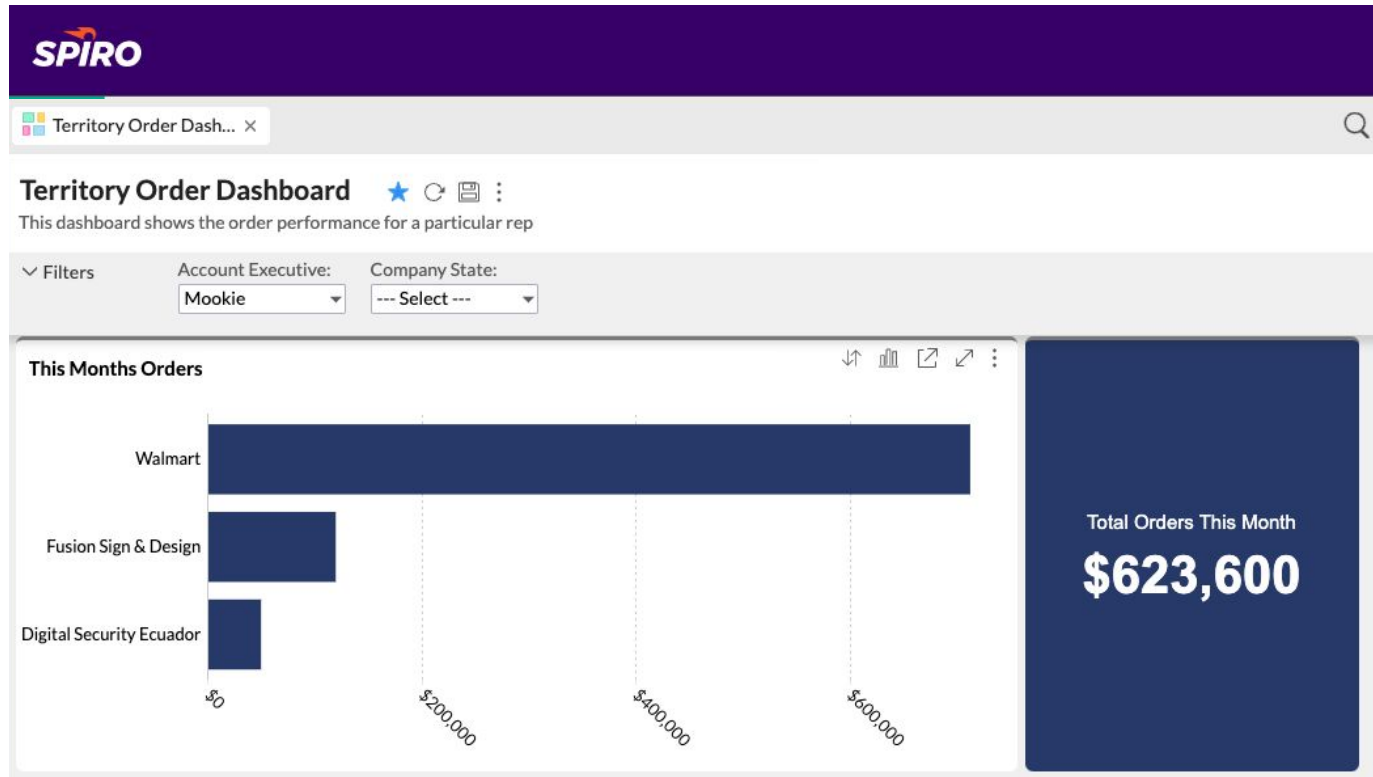 SPIRO
Territory Order Dash... ×
Territory Order Dashboard
This dashboard shows the order performance for a particular rep
Filters
Account Executive:
Company State:
Mookie
--- Select ---
This Months Orders
Walmart
Fusion Sign & Design
Digital Security Ecuador
$0
$200,000
$400,000
$600,000
Total Orders This Month
$623,600